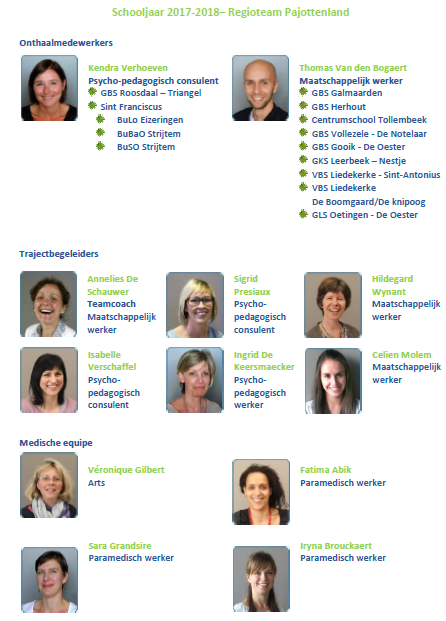 Schooljaar 2017-2018– Regioteam Pajottenland
Onthaalmedewerkers
Kendra Verhoeven
Psycho-pedagogisch consulent
GBS Roosdaal – Triangel
Sint Franciscus
BuLo Eizeringen
BuBaO Strijtem
BuSO Strijtem
Thomas Van den Bogaert
Maatschappelijk werker
GBS Galmaarden
GBS Herhout
Centrumschool Tollembeek
GBS Vollezele - De Notelaar
GBS Gooik - De Oester
GKS Leerbeek – Nestje
VBS Liedekerke - Sint-Antonius
VBS Liedekerke
De Boomgaard/De knipoog
GLS Oetingen - De Oester
Trajectbegeleiders
Annelies De
Schauwer
Teamcoach
Maatschappelijk
werker
Sigrid
Presiaux
Psycho-
pedagogisch
consulent
Hildegard
Wynant
Maatschappelijk
werker
Isabelle
Verschaffel
Psycho-
pedagogisch
consulent
Ingrid De
Keersmaecker
Psycho-
pedagogisch
werker
Celien Molem
Maatschappelijk
werker
Medische equipe
Véronique Gilbert
Arts
Fatima Abik
Paramedisch werker
Sara Grandsire
Paramedisch werker
Iryna Brouckaert
Paramedisch werker